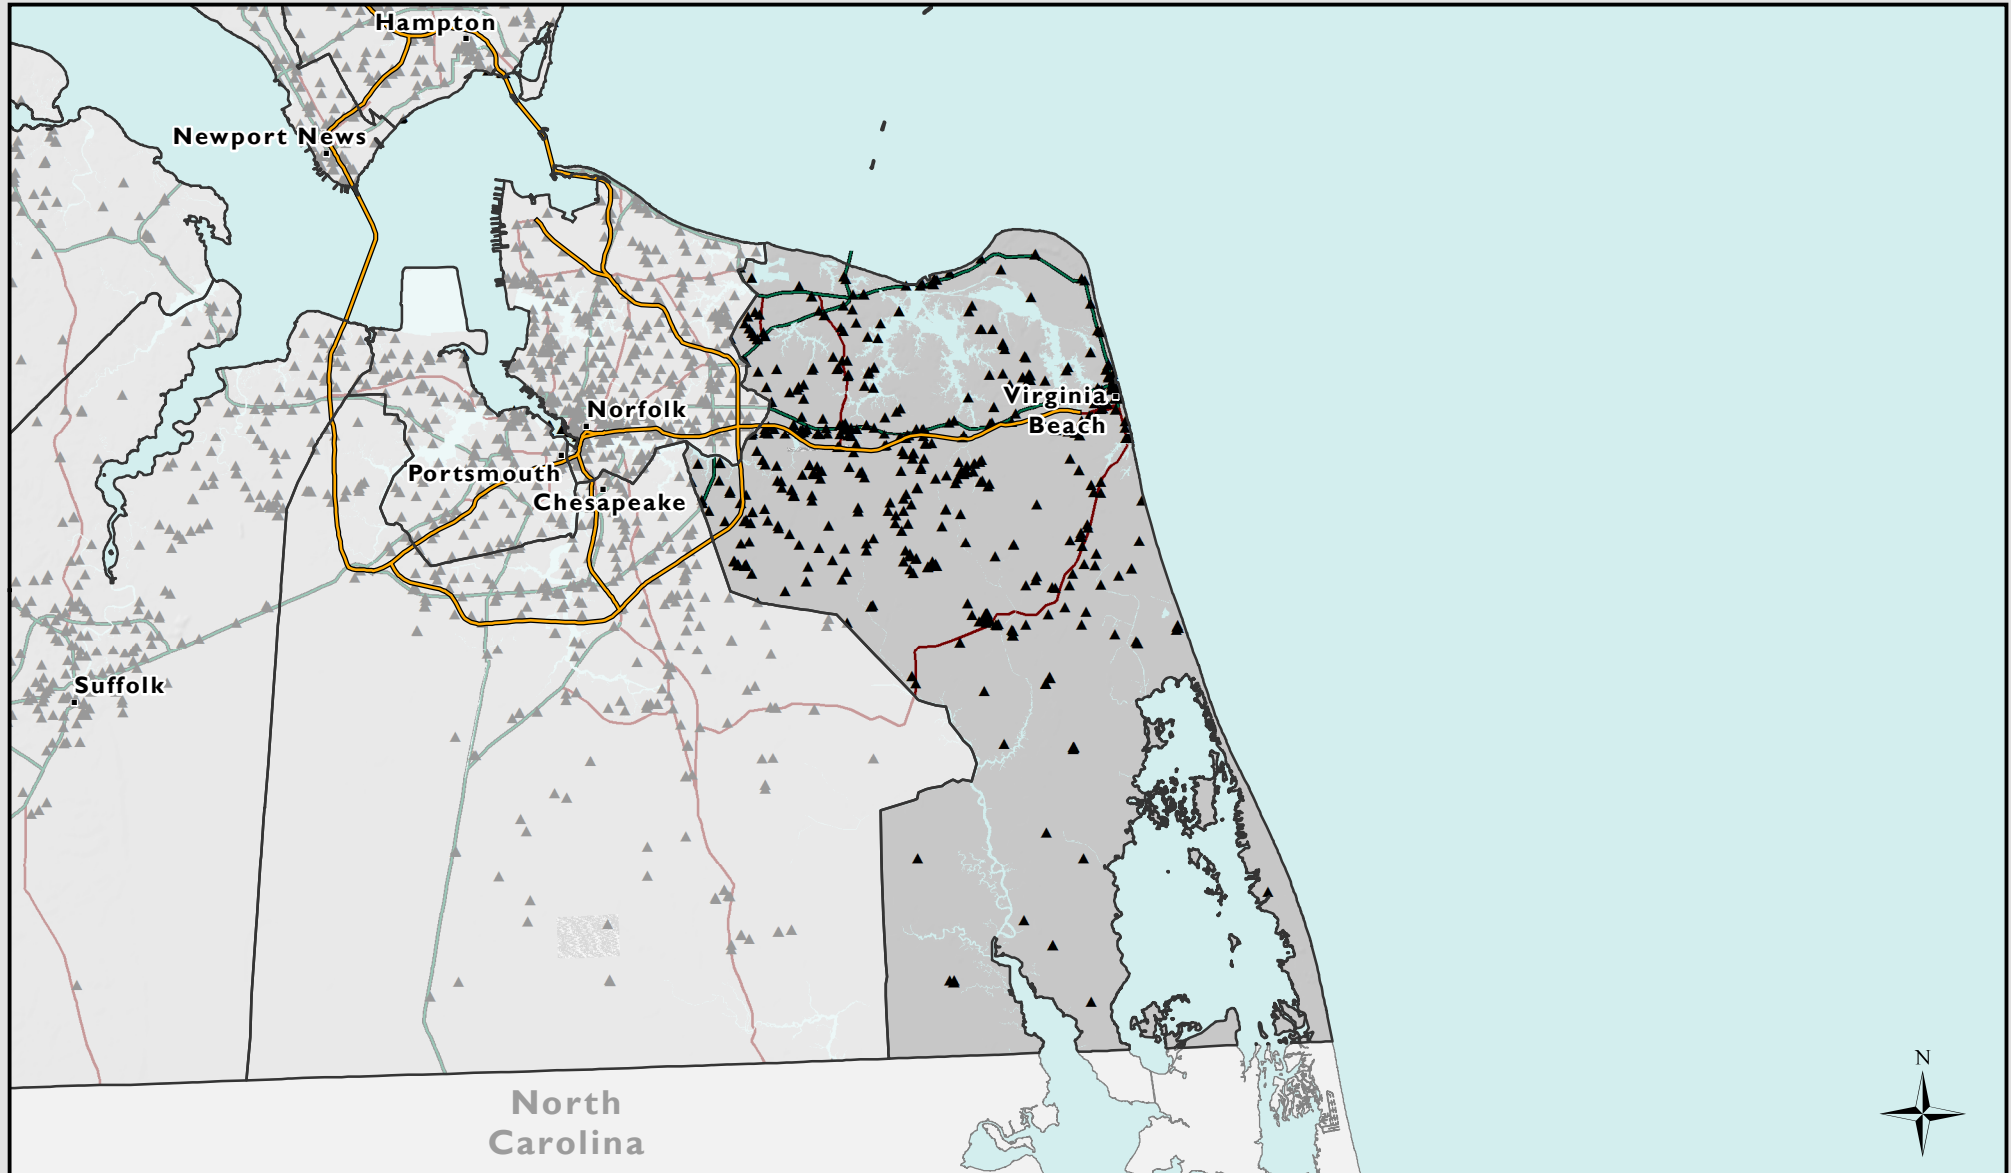 Hampton
Newport News
Norfolk
Virginia
Beach
Portsmouth
Chesapeake
Suffolk
North
Carolina
N